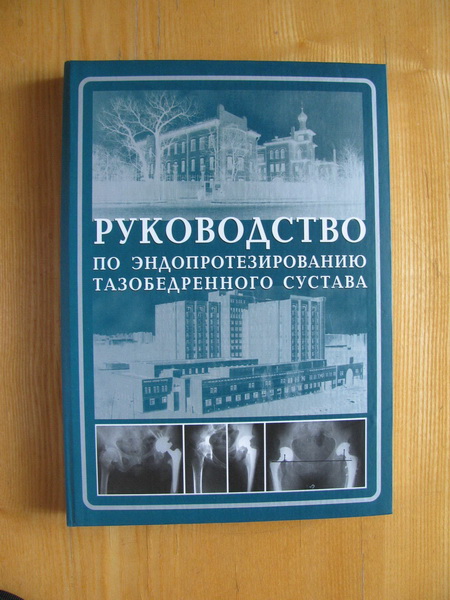 РУКОВОДСТВО
ПО ЭНДОПРОТЕЗИРОВАНИЮ
ТАЗОБЕДРЕННОГО СУСТАВА